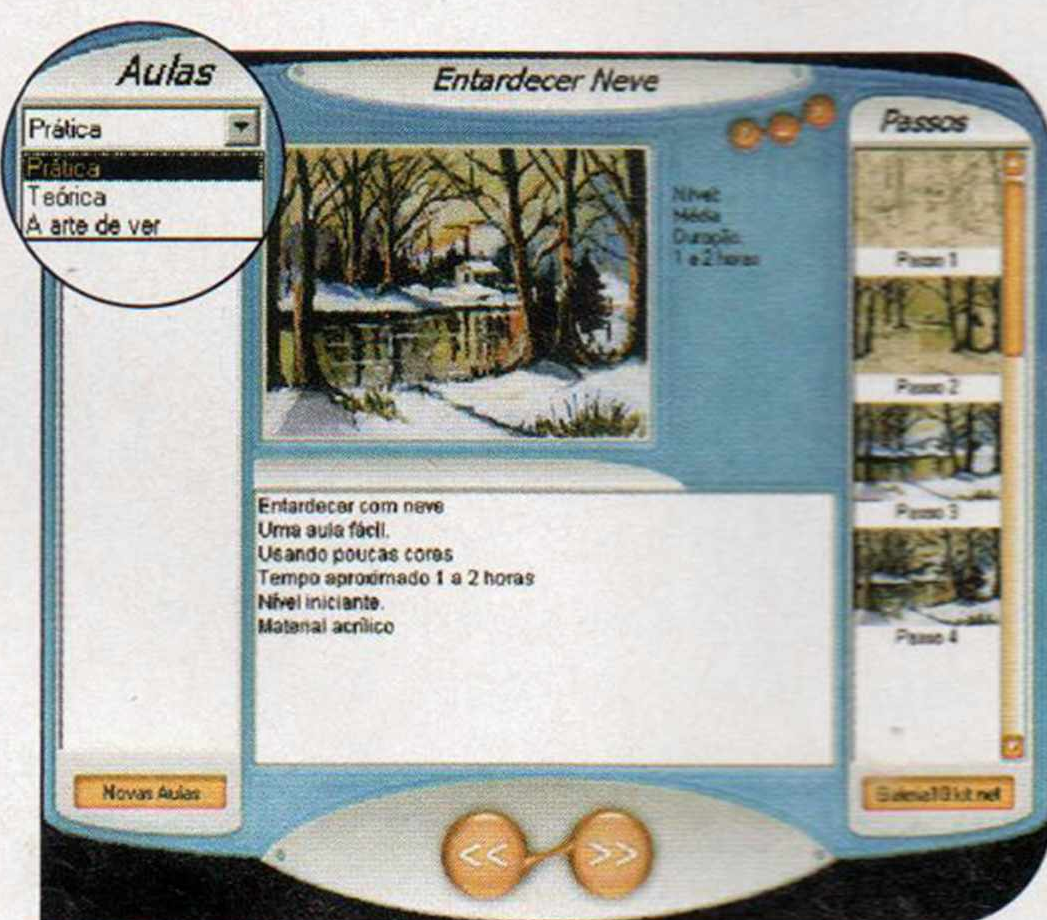 Aulas
Prática
Prática
Teórica
A arte de ver
Entardecer Neve
Nível:
Média
Duração:
1 a 2 horas
Entardecer com neve
Uma aula fácil.
Usando poucas cores
Tempo aproximado 1 a 2 horas
Nível iniciante.
Material acrílico
Passos
Passo 1
Passo 2
Passo 3
Passo 4
Novas Aulas
<< >>